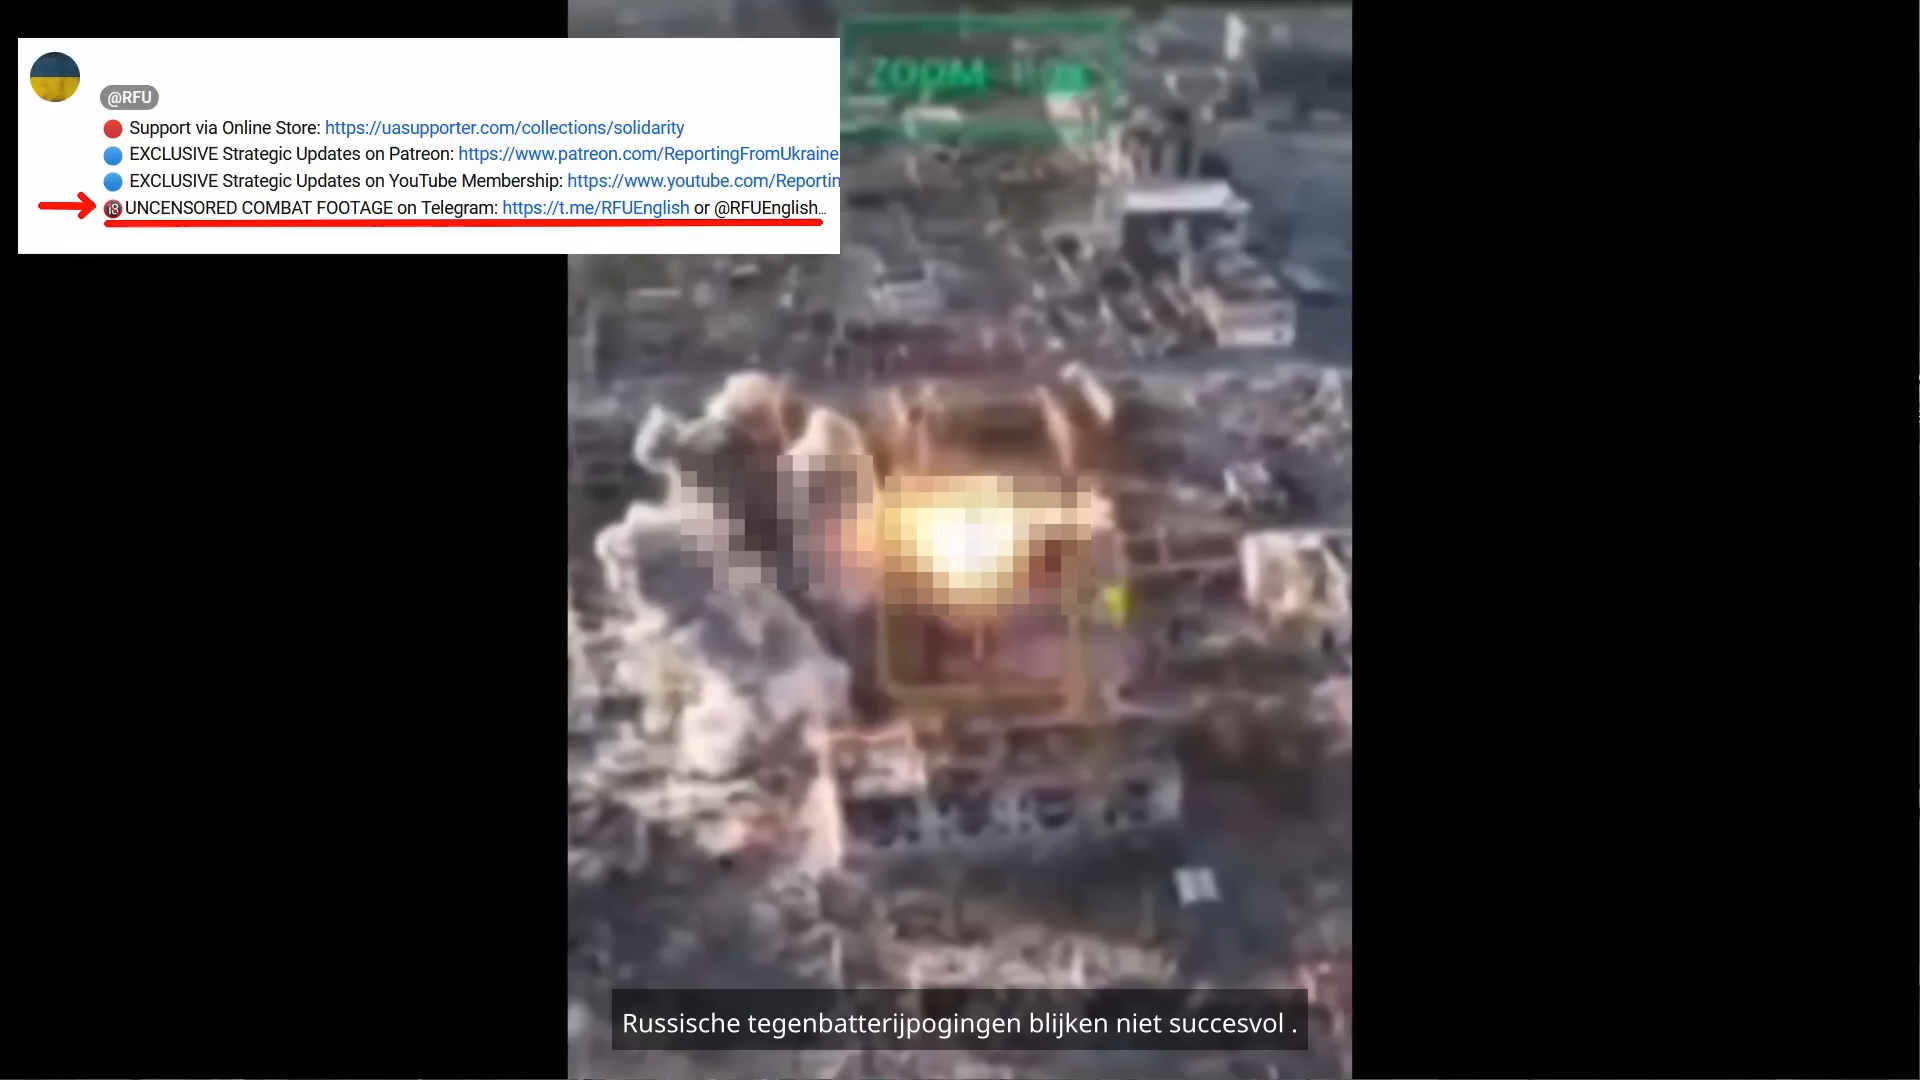 @RFU
Support via Online Store: https://uasupporter.com/collections/solidarity
EXCLUSIVE Strategic Updates on Patreon: https://www.patreon.com/ReportingFromUkraine
EXCLUSIVE Strategic Updates on YouTube Membership: https://www.youtube.com/Reportin
18 UNCENSORED COMBAT FOOTAGE on Telegram: https://t.me/RFUEnglish or @RFUEnglish...
ZOOM
Russische tegenbatterijpogingen blijken niet succesvol .